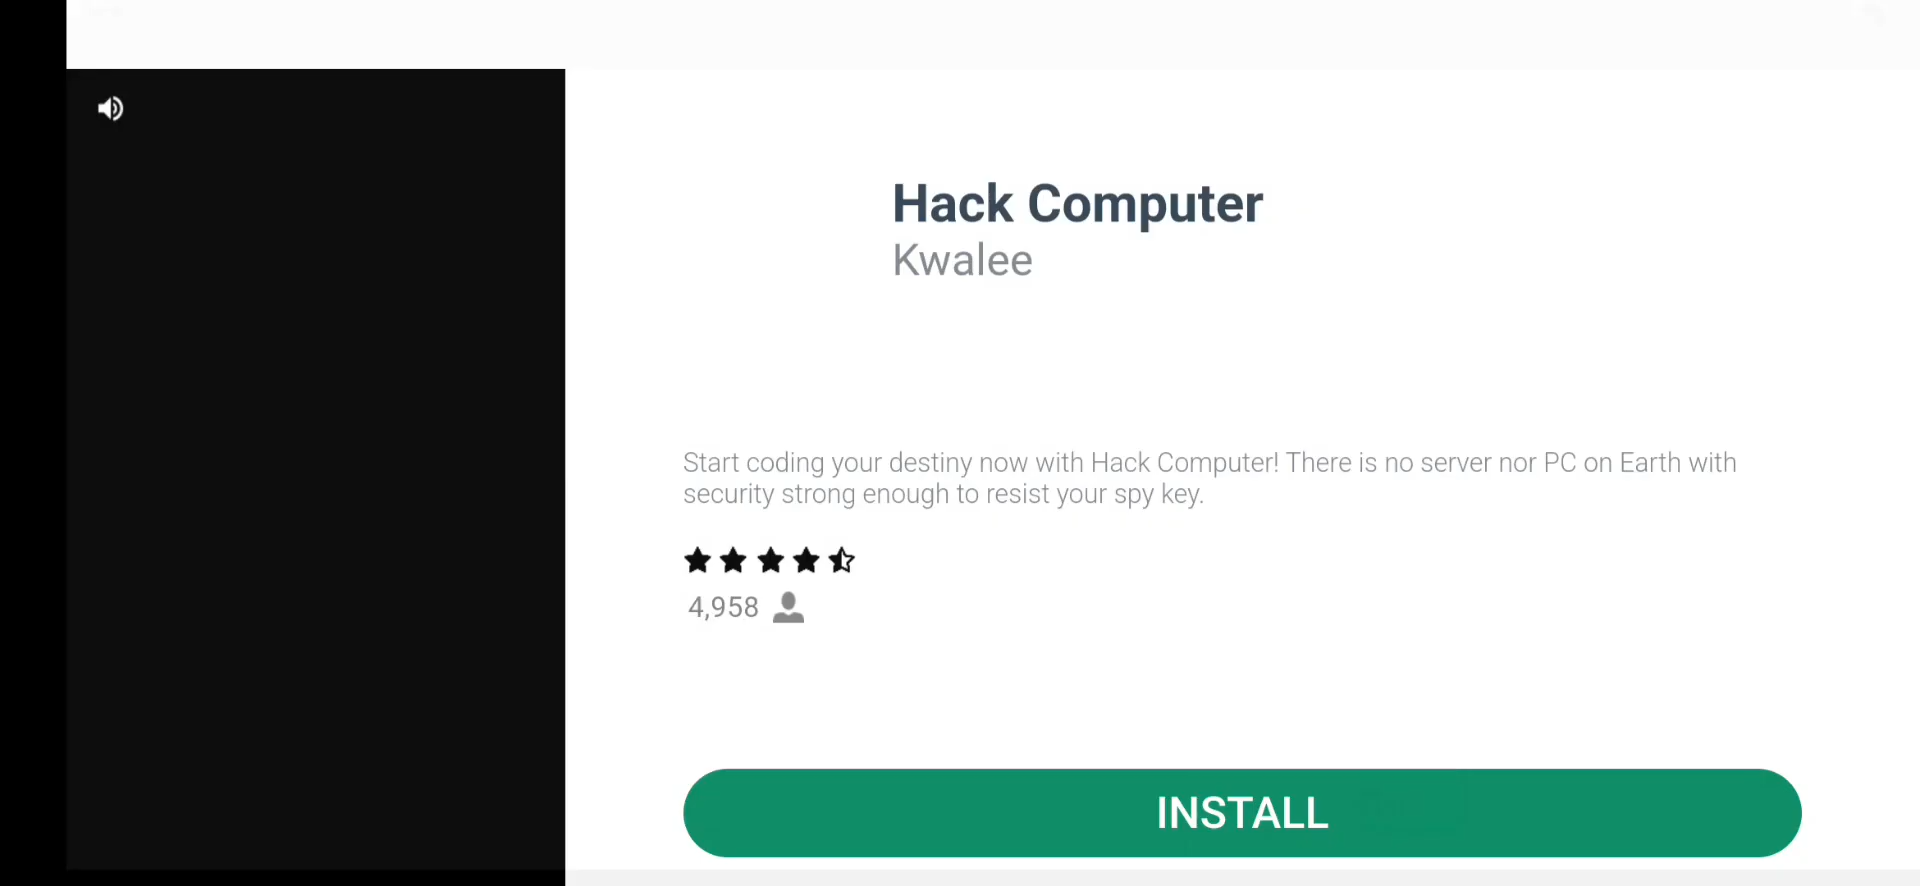 Hack Computer
Kwalee
Start coding your destiny now with Hack Computer! There is no server nor PC on Earth with
security strong enough to resist your spy key.
4,958
INSTALL